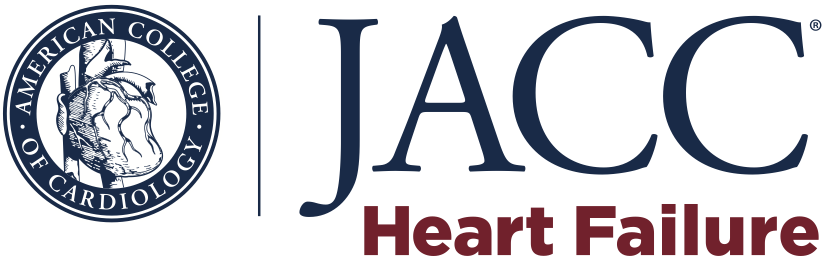 AMERICAN COLLEGE
· OF CARDIOLOGY ·
JACC®
Heart Failure